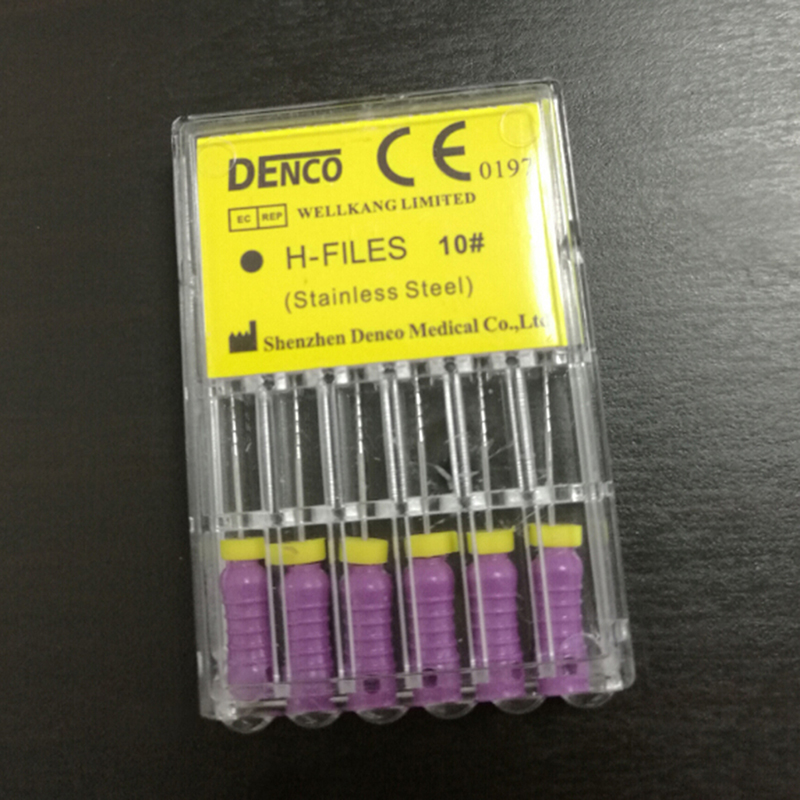 DENCO CE 0197
EC REP WELLKANG LIMITED
H-FILES 10#
(Stainless Steel)
Shenzhen Denco Medical Co.,Ltd